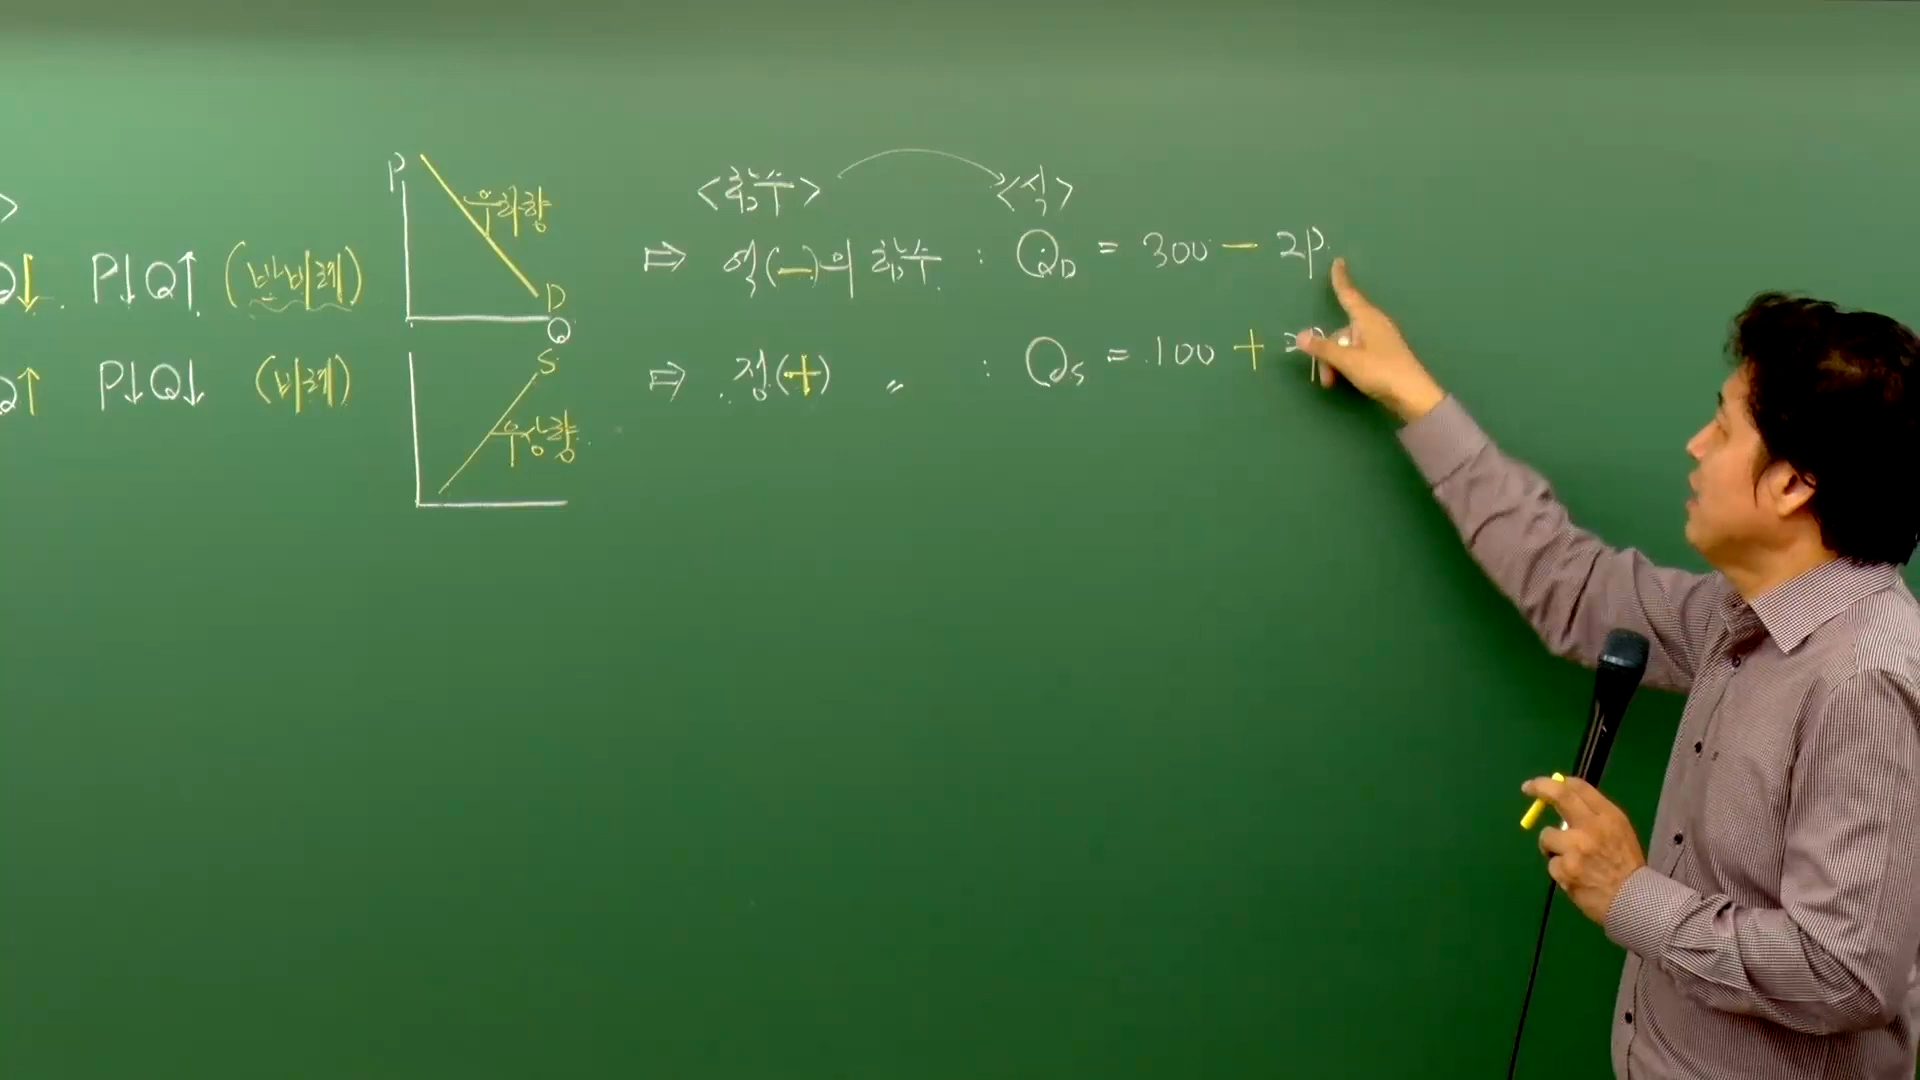 <함수> <식>
Q↓. P↓Q↑ (반비례) ⇒ 역(-)의 함수 : Q_D = 300 - 2P.
Q↑ P↓Q↓ (비례) ⇒ 정(+) 〃 : Q_S = 100 + 2P
P
우하향
D
Q
S
우상향